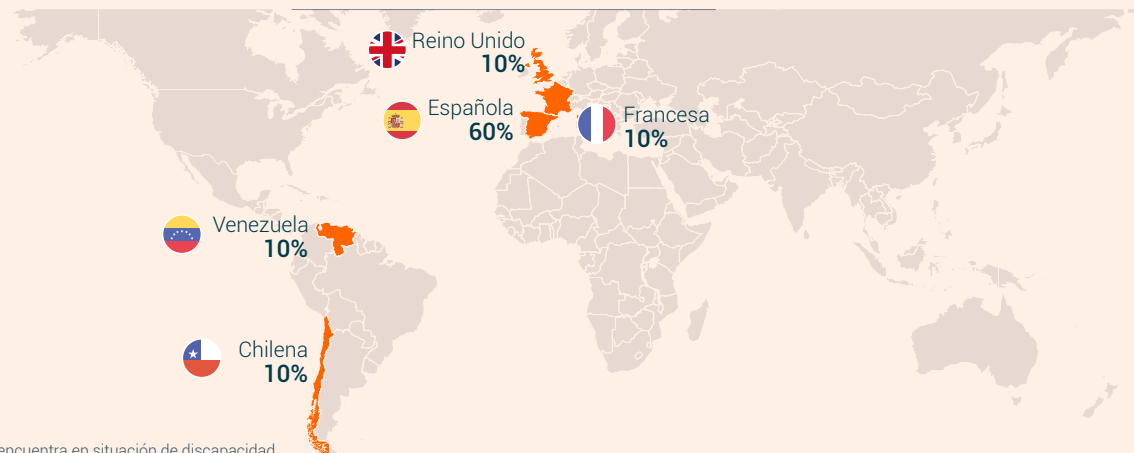 Reino Unido
10%
Española
60%
Francesa
10%
Venezuela
10%
Chilena
10%
encuentra en situación de discapacidad